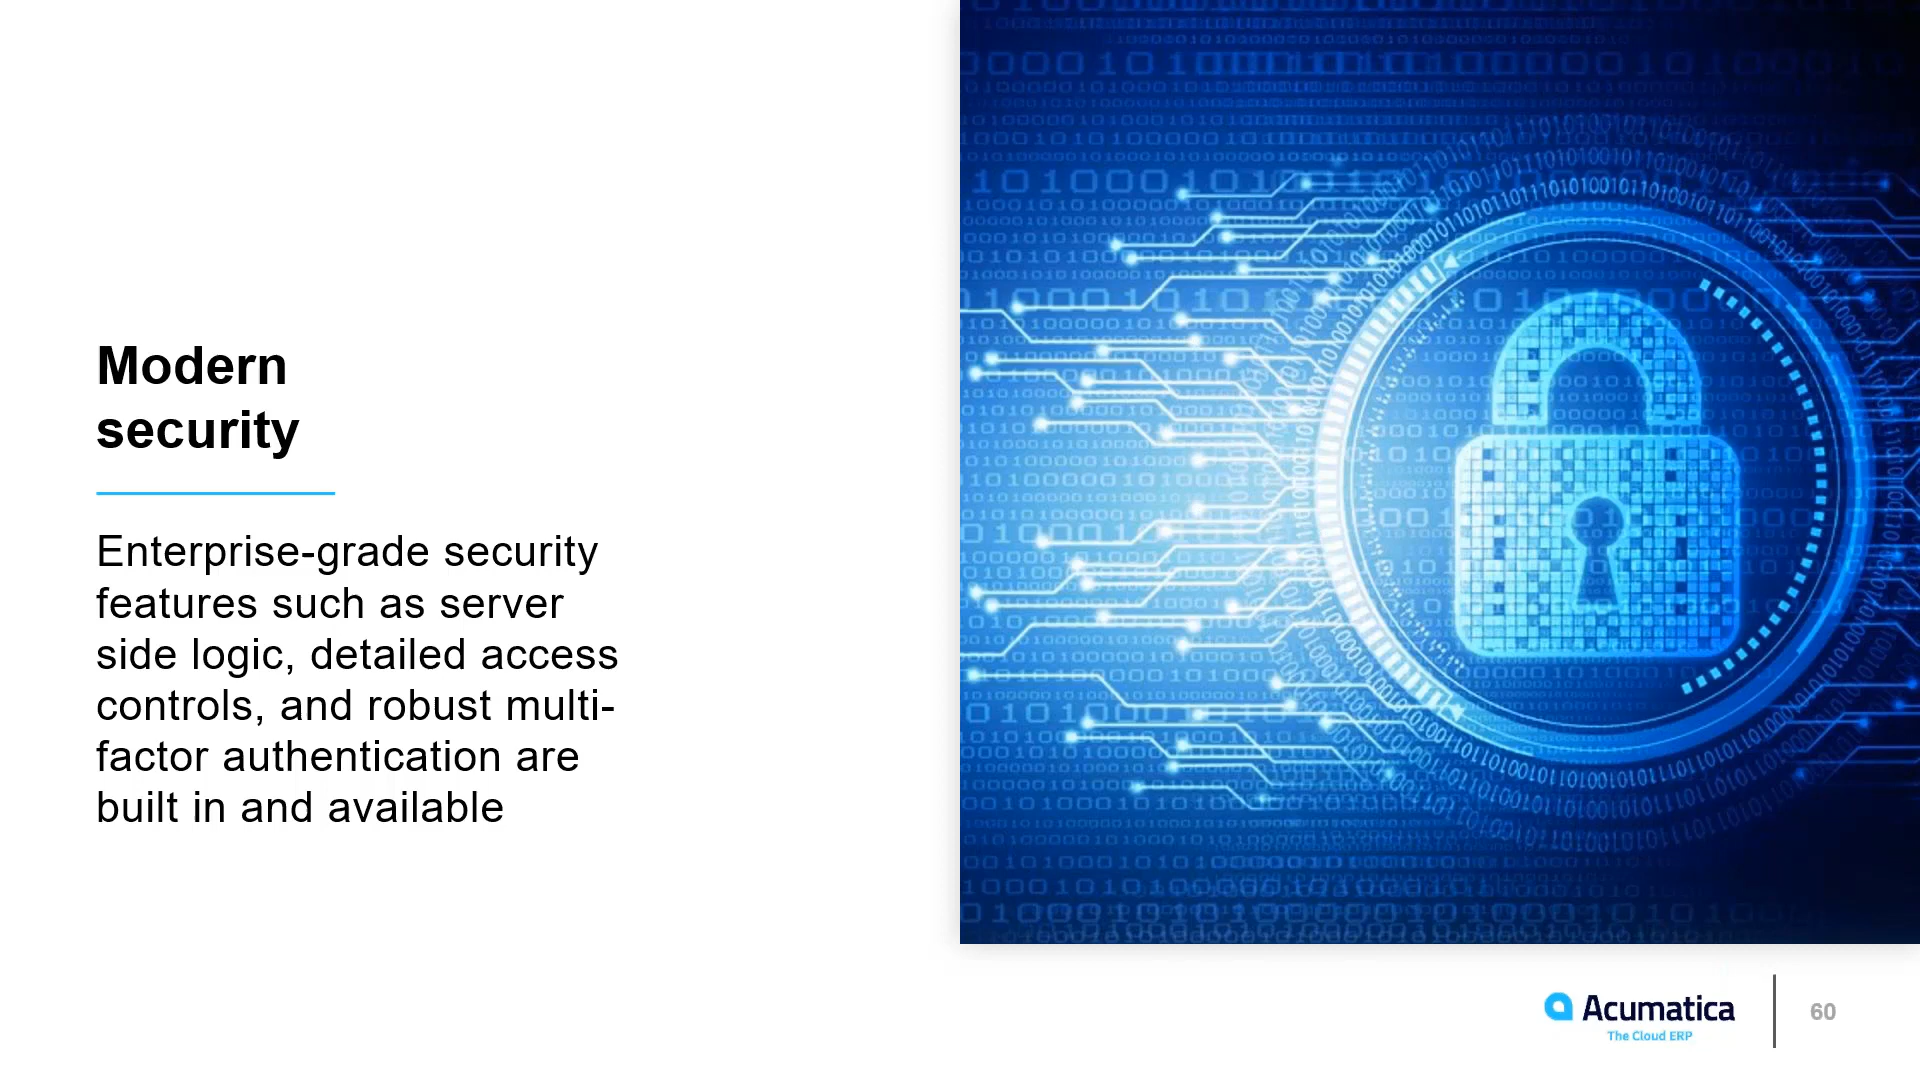 Modern
security
Enterprise-grade security
features such as server
side logic, detailed access
controls, and robust multi-
factor authentication are
built in and available
Acumatica
The Cloud ERP
60